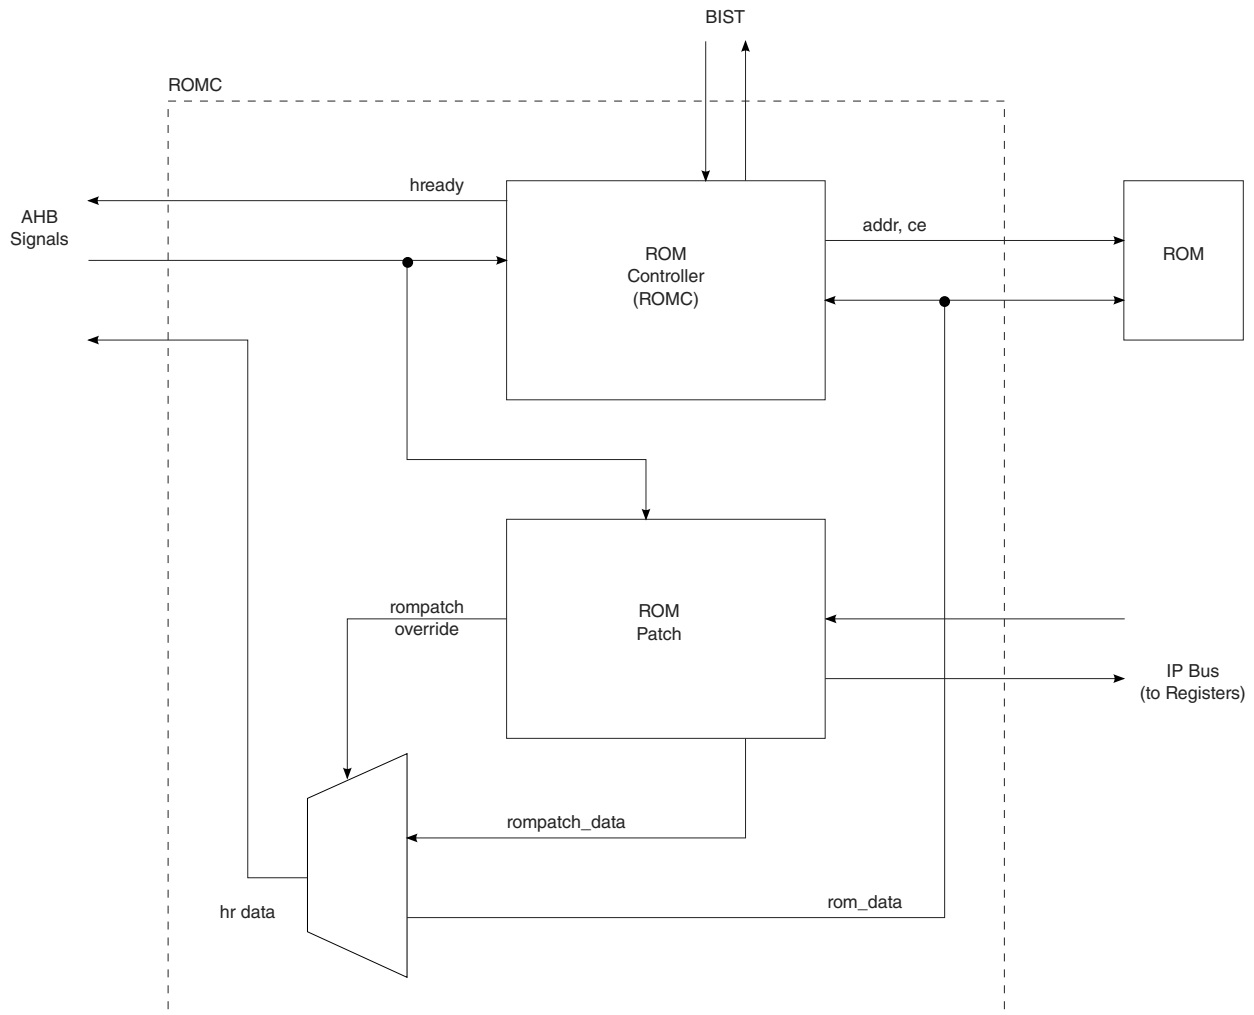 BIST
ROMC
hready
AHB
Signals
addr, ce
ROM
Controller
(ROMC)
ROM
rompatch
override
ROM
Patch
IP Bus
(to Registers)
rompatch_data
rom_data
hr data